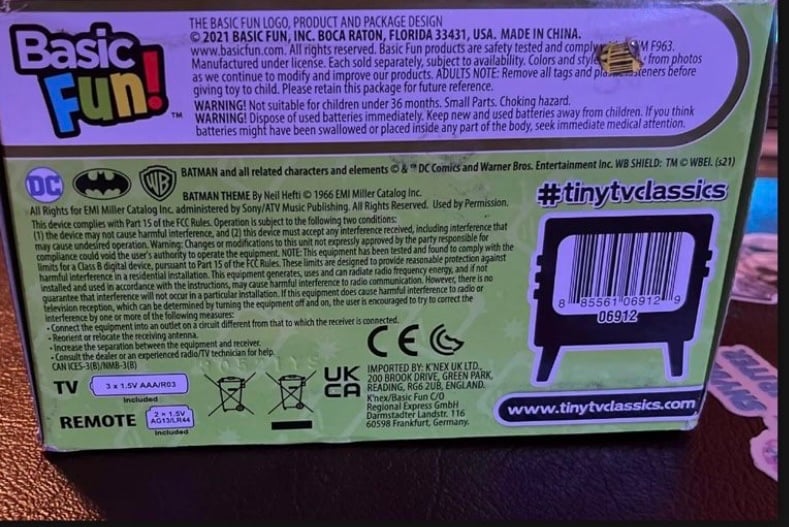 Basic Fun!
TM
THE BASIC FUN LOGO, PRODUCT AND PACKAGE DESIGN
© 2021 BASIC FUN, INC. BOCA RATON, FLORIDA 33431, USA. MADE IN CHINA.
www.basicfun.com. All rights reserved. Basic Fun products are safety tested and comply M F963.
Manufactured under license. Each sold separately, subject to availability. Colors and style from photos
as we continue to modify and improve our products. ADULTS NOTE: Remove all tags and before
giving toy to child. Please retain this package for future reference.
WARNING! Not suitable for children under 36 months. Small Parts. Choking hazard.
WARNING! Dispose of used batteries immediately. Keep new and used batteries away from children. If you think
batteries might have been swallowed or placed inside any part of the body, seek immediate medical attention.
DC
WB
BATMAN and all related characters and elements © & ™ DC Comics and Warner Bros. Entertainment Inc. WB SHIELD: TM © WBEI. (s21)
BATMAN THEME By Neil Hefti © 1966 EMI Miller Catalog Inc.
All Rights for EMI Miller Catalog Inc. administered by Sony/ATV Music Publishing. All Rights Reserved. Used by Permission.
This device complies with Part 15 of the FCC Rules. Operation is subject to the following two conditions:
(1) the device may not cause harmful interference, and (2) this device must accept any interference received, including interference that
may cause undesired operation. Warning: Changes or modifications to this unit not expressly approved by the party responsible for
compliance could void the user's authority to operate the equipment. NOTE: This equipment has been tested and found to comply with the
limits for a Class B digital device, pursuant to Part 15 of the FCC Rules. These limits are designed to provide reasonable protection against
harmful interference in a residential installation. This equipment generates, uses and can radiate radio frequency energy, and if not
installed and used in accordance with the instructions, may cause harmful interference to radio communication. However, there is no
guarantee that interference will not occur in a particular installation. If this equipment does cause harmful interference to radio or
television reception, which can be determined by turning the equipment off and on, the user is encouraged to try to correct the
interference by one or more of the following measures:
-Connect the equipment into an outlet on a circuit different from that to which the receiver is connected.
-Reorient or relocate the receiving antenna.
-Increase the separation between the equipment and receiver.
-Consult the dealer or an experienced radio/TV technician for help.
CAN ICES-3(B)/NMB-3(B)
TV
3 x 1.5V AAA/R03
Included
REMOTE
2 x 1.5V
AG13/LR44
Included
CE
UK
CA
IMPORTED BY: K'NEX UK LTD.,
200 BROOK DRIVE, GREEN PARK,
READING, RG6 2UB, ENGLAND.
K'nex/Basic Fun C/O
Regional Express GmbH
Darmstadter Landstr. 116
60598 Frankfurt, Germany.
#tinytvclassics
8 85561 06912 9
06912
www.tinytvclassics.com